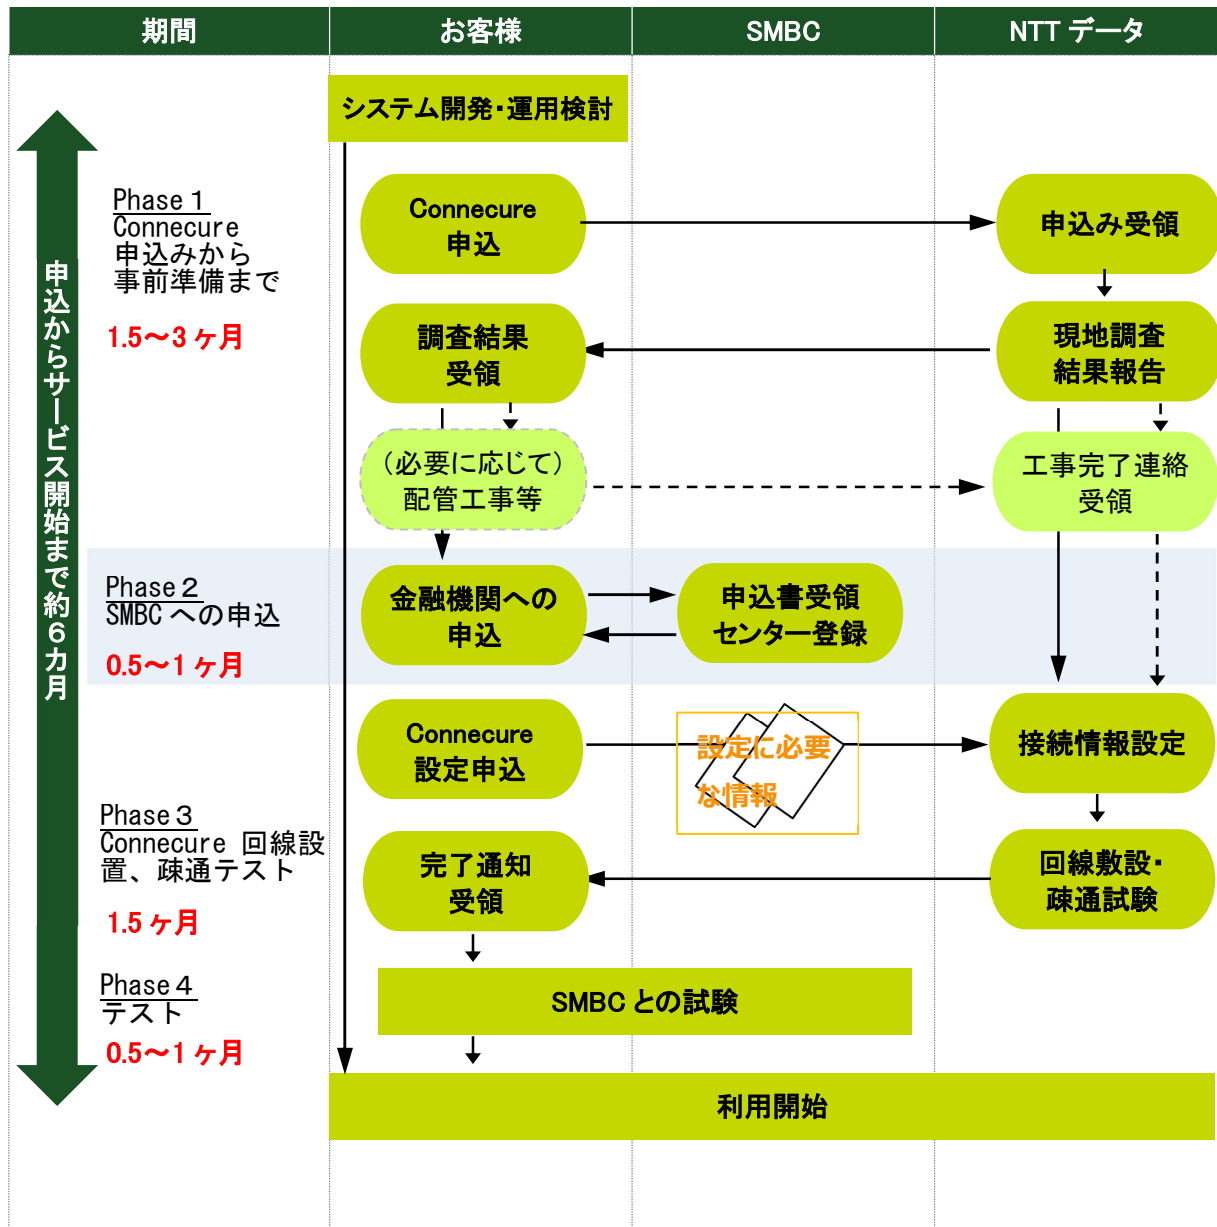 期間
お客様
SMBC
NTT データ
システム開発・運用検討
申込からサービス開始まで約６カ月
Phase１
Connecure
申込みから
事前準備まで
1.5～3 ヶ月
Connecure
申込
申込み受領
調査結果
受領
現地調査
結果報告
（必要に応じて）
配管工事等
工事完了連絡
受領
Phase２
SMBC への申込
0.5～1 ヶ月
金融機関への
申込
申込書受領
センター登録
Connecure
設定申込
設定に必要
な情報
接続情報設定
Phase３
Connecure 回線設
置、疎通テスト
1.5 ヶ月
完了通知
受領
回線敷設・
疎通試験
Phase４
テスト
0.5～1 ヶ月
SMBC との試験
利用開始